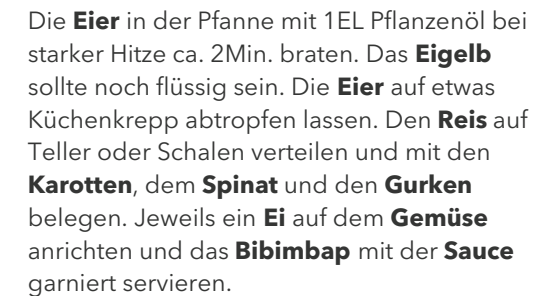 Die Eier in der Pfanne mit 1EL Pflanzenöl bei
starker Hitze ca. 2Min. braten. Das Eigelb
sollte noch flüssig sein. Die Eier auf etwas
Küchenkrepp abtropfen lassen. Den Reis auf
Teller oder Schalen verteilen und mit den
Karotten, dem Spinat und den Gurken
belegen. Jeweils ein Ei auf dem Gemüse
anrichten und das Bibimbap mit der Sauce
garniert servieren.